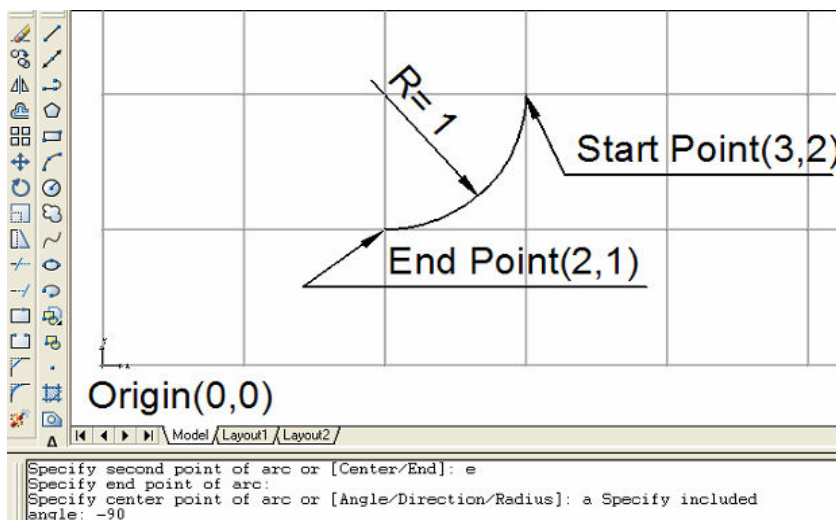 R= 1
Start Point(3,2)
End Point(2,1)
Origin(0,0)
Model Layout1 Layout2
Specify second point of arc or [Center/End]: e
Specify end point of arc:
Specify center point of arc or [Angle/Direction/Radius]: a Specify included
angle: -90